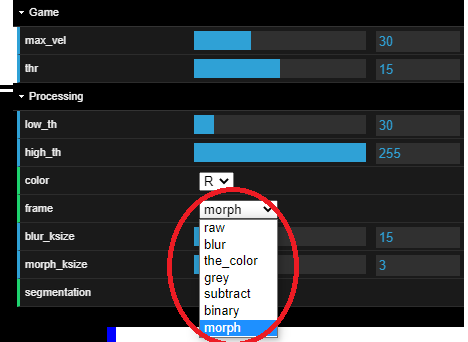 Game
max_vel 30
thr 15
Processing
low_th 30
high_th 255
color R
frame morph
raw
blur
the_color
grey
subtract
binary
morph
blur_ksize 15
morph_ksize 3
segmentation